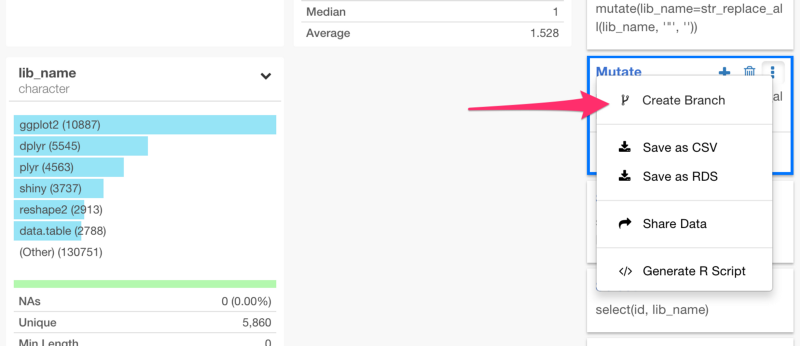 Median 1
Average 1.528
mutate(lib_name=str_replace_al
l(lib_name, '"', ''))
lib_name
character
ggplot2 (10887)
dplyr (5545)
plyr (4563)
shiny (3737)
reshape2 (2913)
data.table (2788)
(Other) (130751)
NAs 0 (0.00%)
Unique 5,860
Min Length 0
Mutate
al
Create Branch
Save as CSV
Save as RDS
Share Data
Generate R Script
select(id, lib_name)